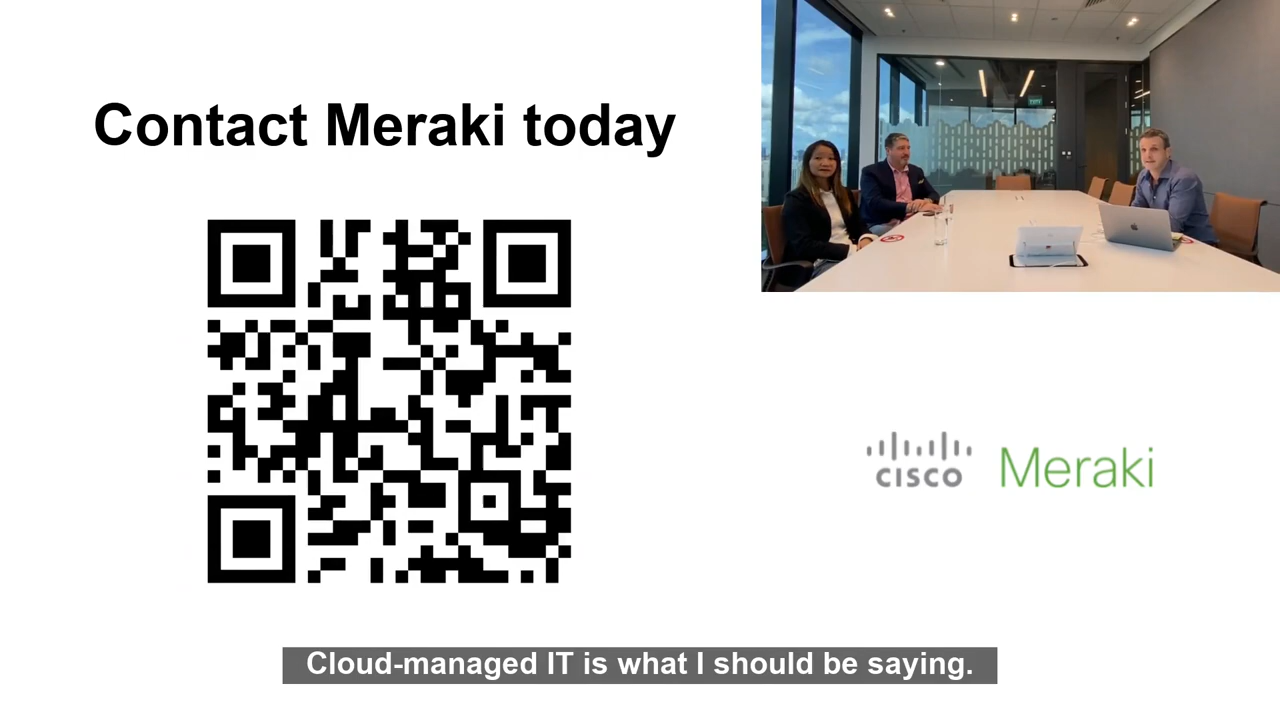 Contact Meraki today
CISCO Meraki
Cloud-managed IT is what I should be saying.